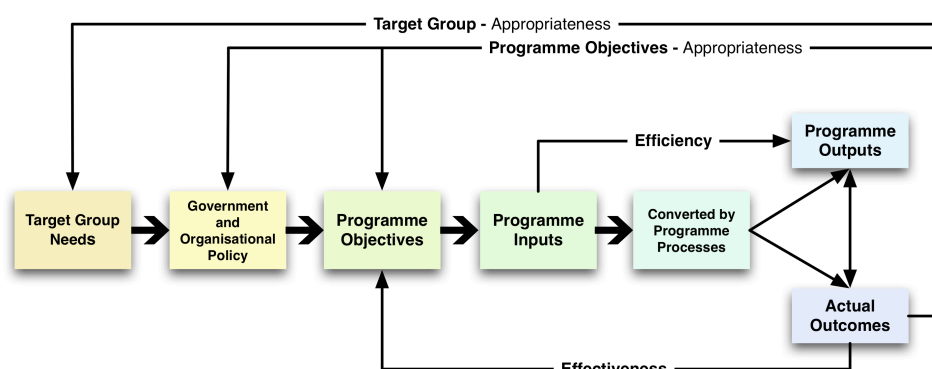 Target Group - Appropriateness
Programme Objectives - Appropriateness
Efficiency
Programme
Outputs
Target Group
Needs
Government
and
Organisational
Policy
Programme
Objectives
Programme
Inputs
Converted by
Programme
Processes
Actual
Outcomes
Effectiveness